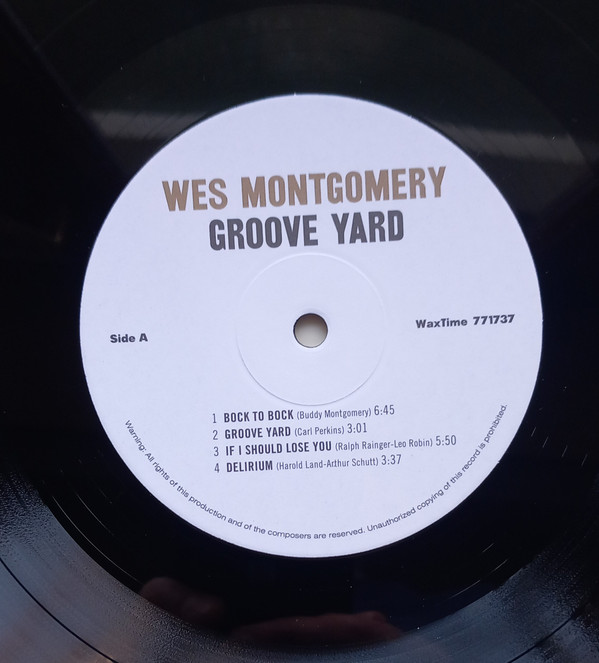 WES MONTGOMERY
GROOVE YARD
Side A
WaxTime 771737
1 BOCK TO BOCK (Buddy Montgomery) 6:45
2 GROOVE YARD (Carl Perkins) 3:01
3 IF I SHOULD LOSE YOU (Ralph Rainger-Leo Robin) 5:50
4 DELIRIUM (Harold Land-Arthur Schutt) 3:37
Warning: All rights of this production and of the composers are reserved. Unauthorized copying of this record is prohibited.